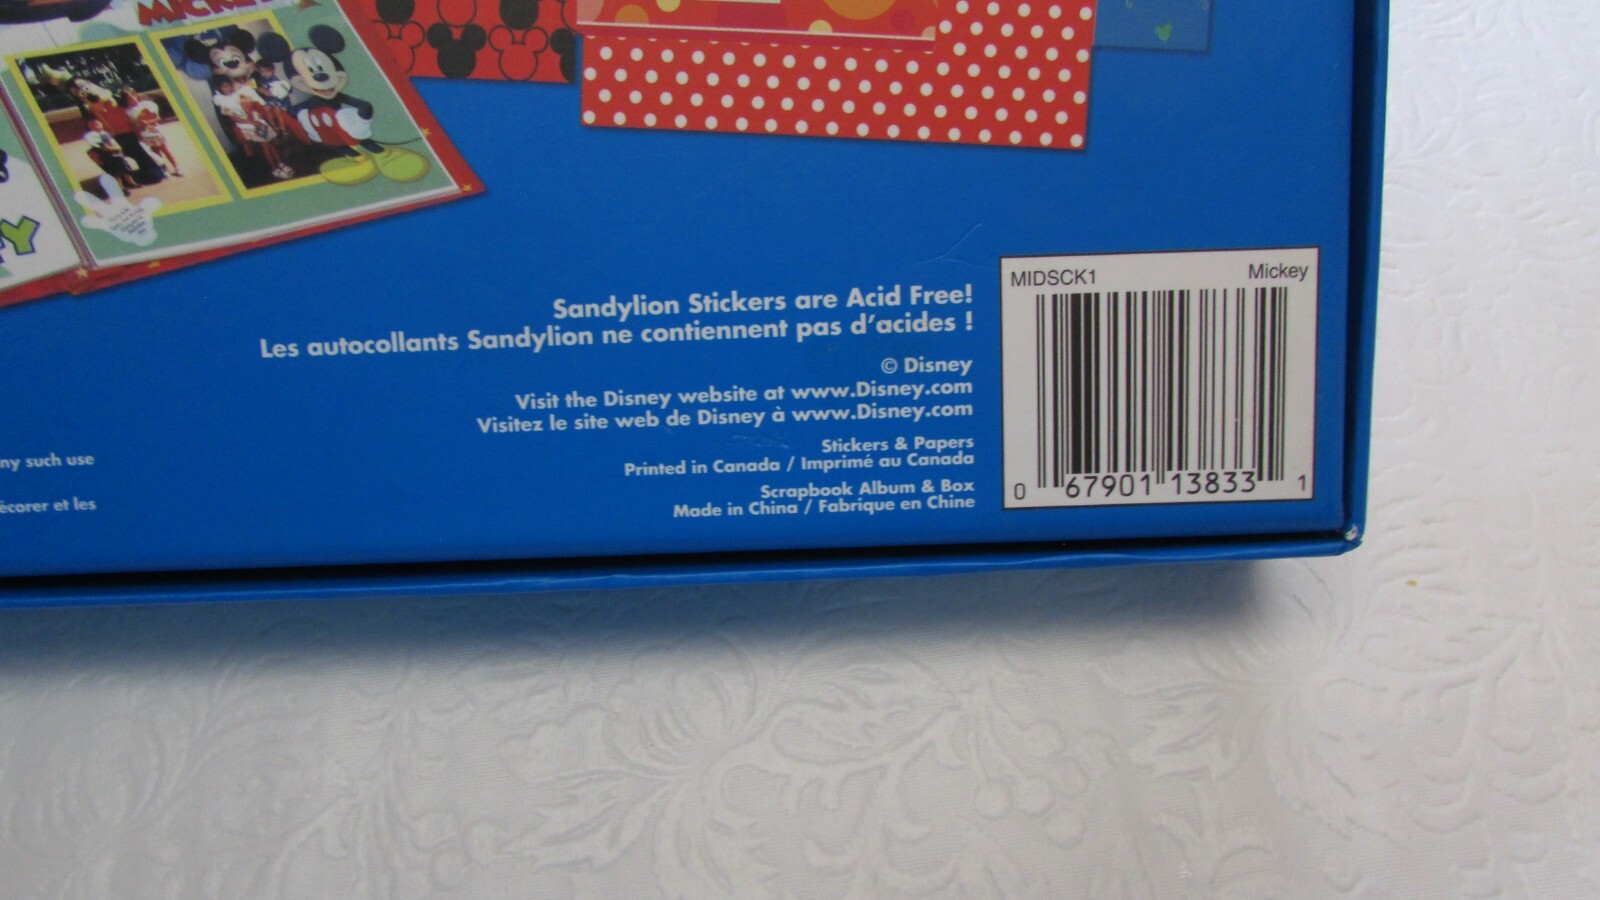 MICKEY
Y
Sandylion Stickers are Acid Free!
Les autocollants Sandylion ne contiennent pas d'acides !
© Disney
Visit the Disney website at www.Disney.com
Visitez le site web de Disney à www.Disney.com
Stickers & Papers
Printed in Canada / Imprimé au Canada
Scrapbook Album & Box
Made in China / Fabrique en Chine
ny such use
écorer et les
MIDSCK1 Mickey
0 67901 13833 1